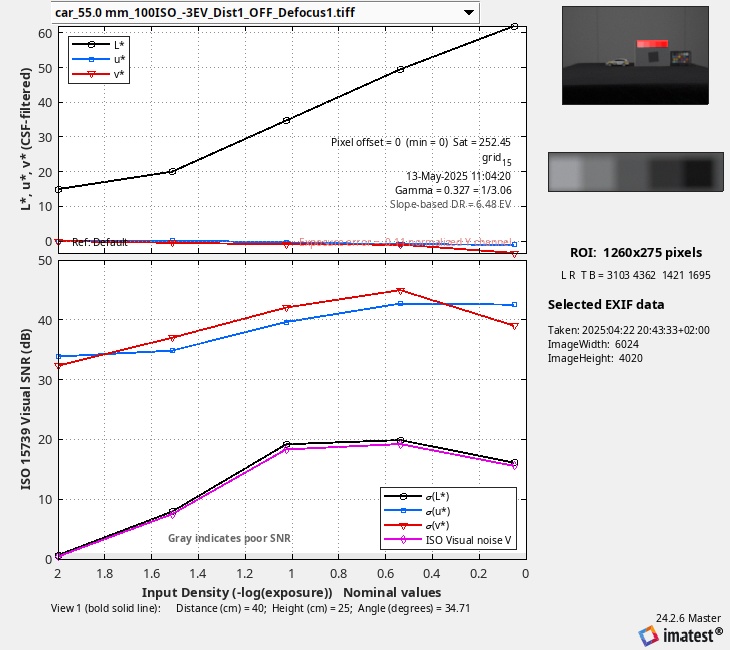 car_55.0 mm_100ISO_-3EV_Dist1_OFF_Defocus1.tiff
60
50
40
30
20
10
0
L*, u*, v* (CSF-filtered)
L*
u*
v*
Pixel offset = 0 (min = 0) Sat = 252.45
grid15
13-May-2025 11:04:20
Gamma = 0.327 = 1/3.06
Slope-based DR = 6.48 EV
Ref: Default
50
40
30
20
10
0
ISO 15739 Visual SNR (dB)
σ(L*)
σ(u*)
σ(v*)
ISO Visual noise V
Gray indicates poor SNR
2 1.8 1.6 1.4 1.2 1 0.8 0.6 0.4 0.2 0
Input Density (-log(exposure)) Nominal values
View 1 (bold solid line): Distance (cm) = 40; Height (cm) = 25; Angle (degrees) = 34.71
ROI: 1260x275 pixels
L R T B = 3103 4362 1421 1695
Selected EXIF data
Taken: 2025:04:22 20:43:33+02:00
ImageWidth: 6024
ImageHeight: 4020
24.2.6 Master
imatest®